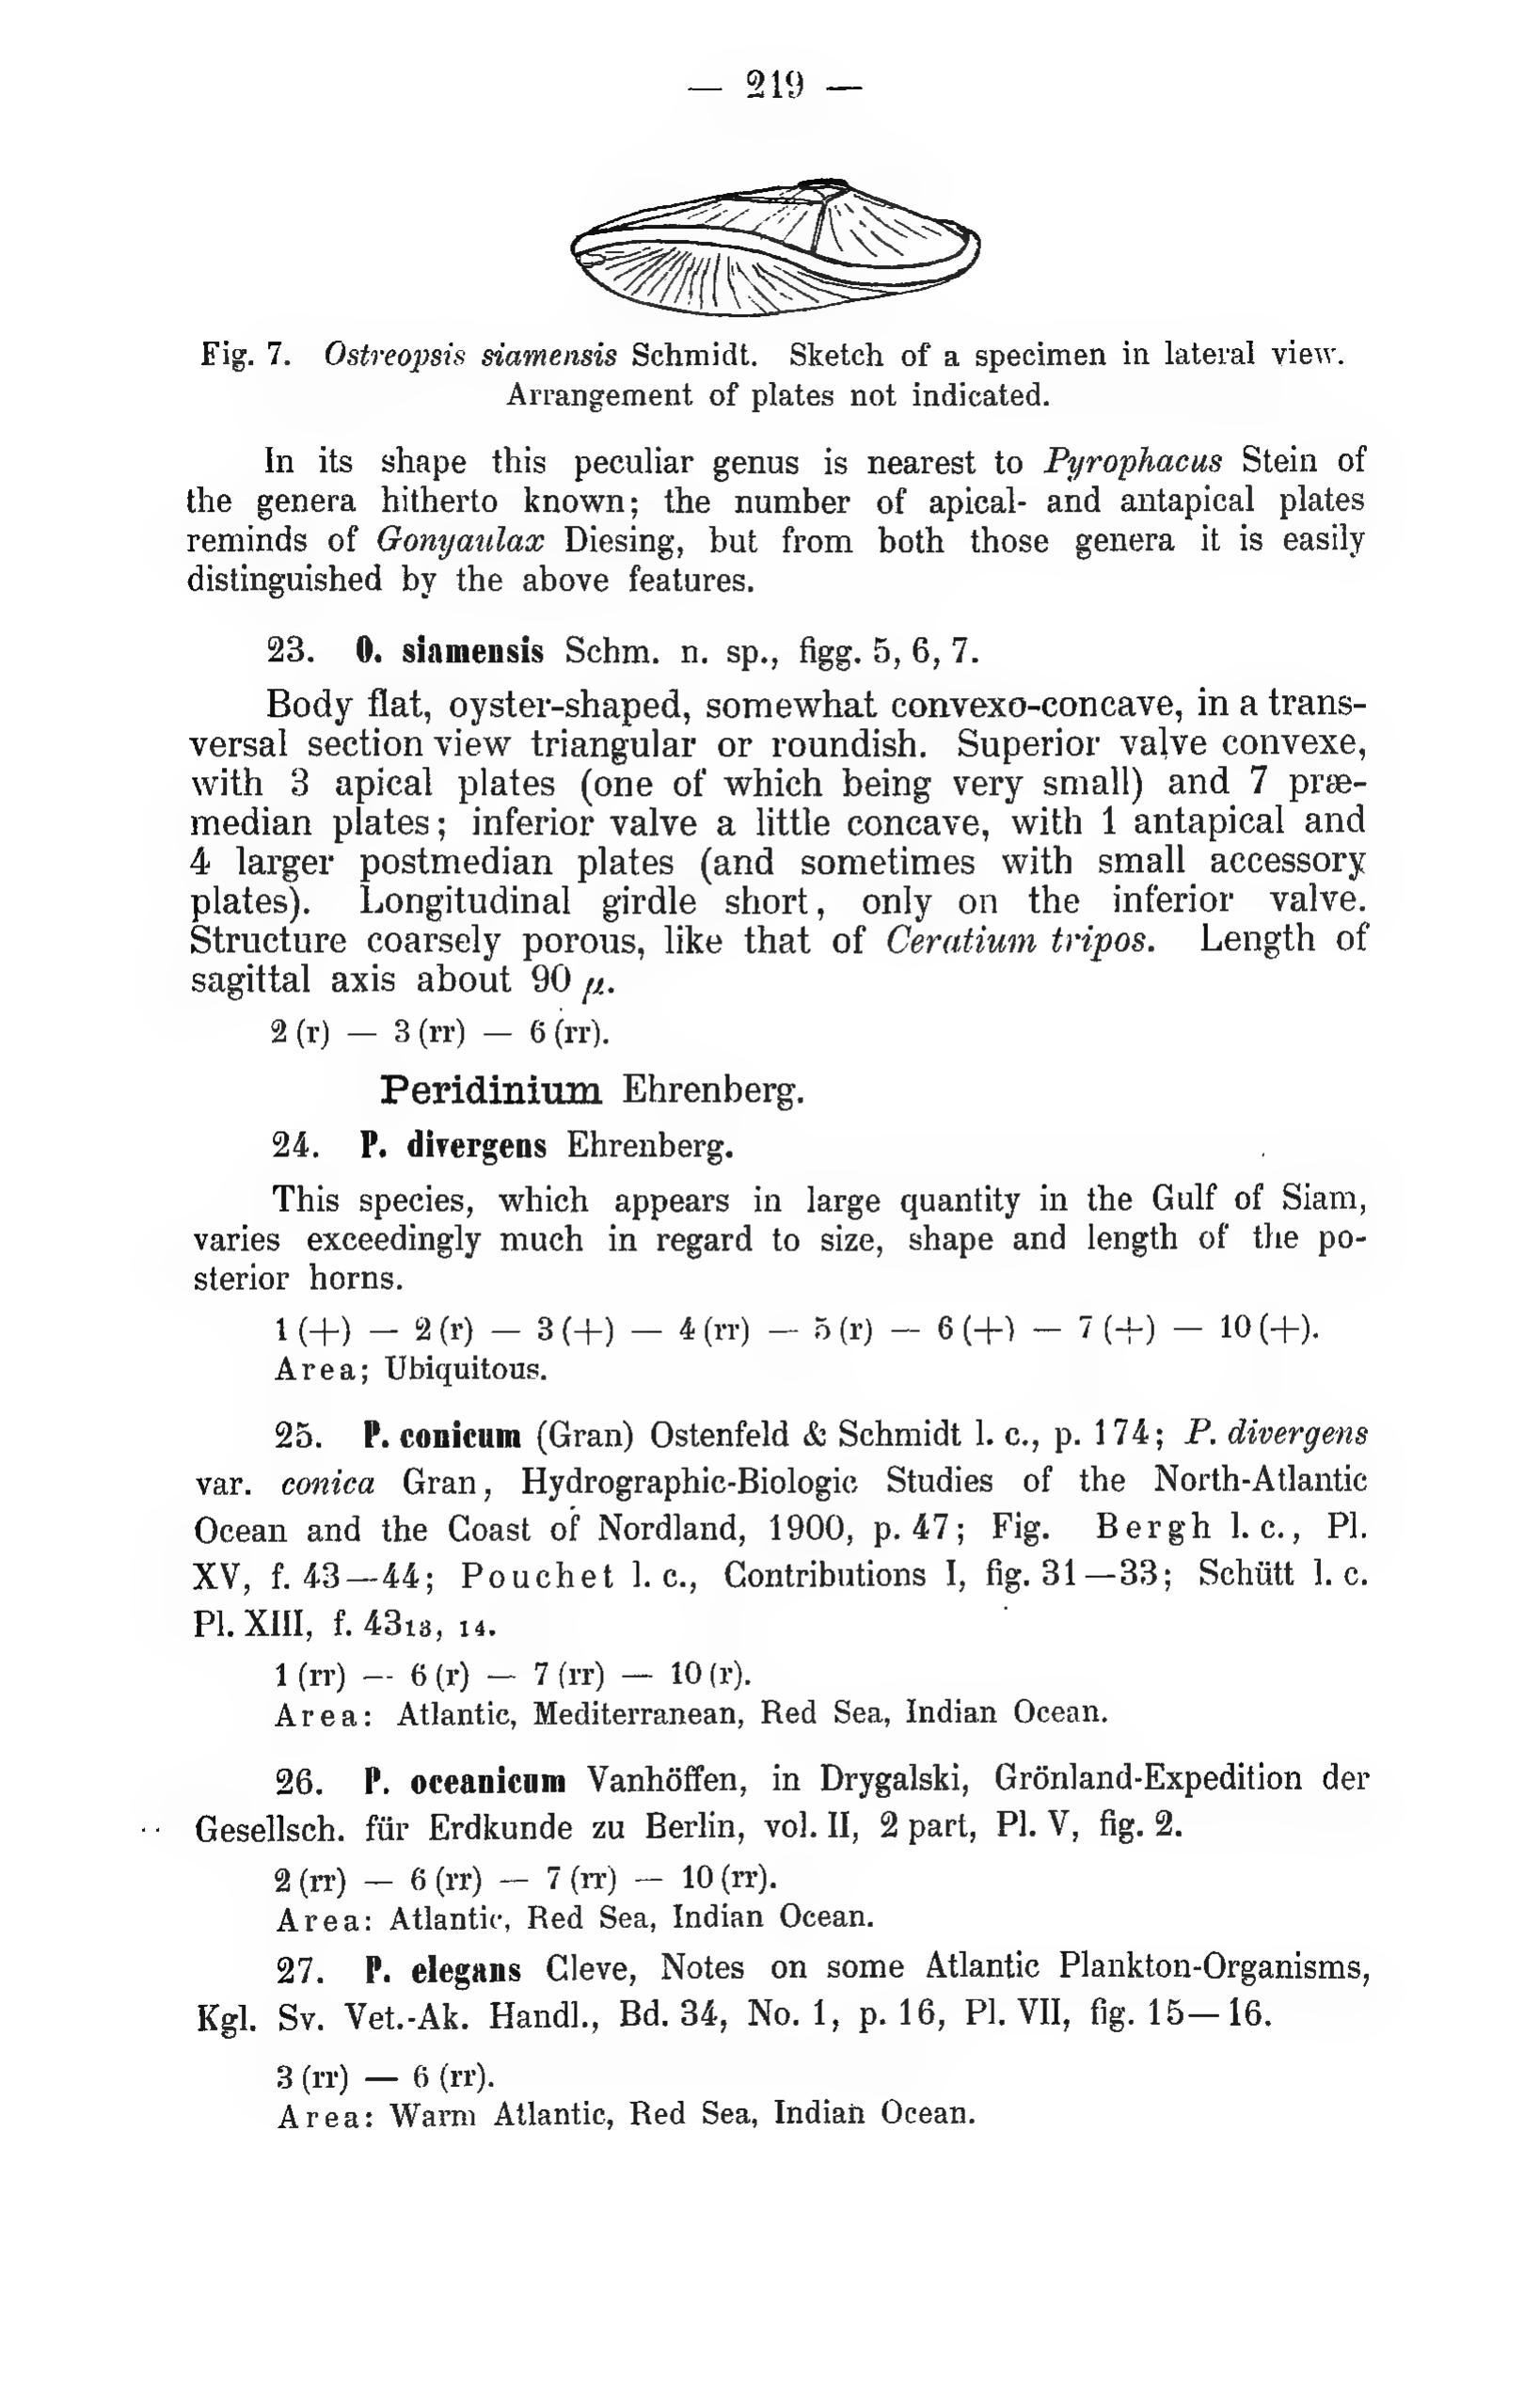 — 219 —
Fig. 7. Ostreopsis siamensis Schmidt. Sketch of a specimen in lateral view.
Arrangement of plates not indicated.
In its shape this peculiar genus is nearest to Pyrophacus Stein of
the genera hitherto known; the number of apical- and antapical plates
reminds of Gonyaulax Diesing, but from both those genera it is easily
distinguished by the above features.
23. O. siamensis Schm. n. sp., figg. 5, 6, 7.
Body flat, oyster-shaped, somewhat convexo-concave, in a trans-
versal section view triangular or roundish. Superior valve convexe,
with 3 apical plates (one of which being very small) and 7 præ-
median plates; inferior valve a little concave, with 1 antapical and
4 larger postmedian plates (and sometimes with small accessory
plates). Longitudinal girdle short, only on the inferior valve.
Structure coarsely porous, like that of Ceratium tripos. Length of
sagittal axis about 90 µ.
2 (r) — 3 (rr) — 6 (rr).
Peridinium Ehrenberg.
24. P. divergens Ehrenberg.
This species, which appears in large quantity in the Gulf of Siam,
varies exceedingly much in regard to size, shape and length of the po-
sterior horns.
1 (+) — 2 (r) — 3 (+) — 4 (rr) — 5 (r) — 6 (+) — 7 (+) — 10 (+).
Area; Ubiquitous.
25. P. conicum (Gran) Ostenfeld & Schmidt l. c., p. 174; P. divergens
var. conica Gran, Hydrographic-Biologic Studies of the North-Atlantic
Ocean and the Coast of Nordland, 1900, p. 47; Fig. Bergh l. c., Pl.
XV, f. 43—44; Pouchet l. c., Contributions I, fig. 31—33; Schütt l. c.
Pl. XIII, f. 43₁₃, ₁₄.
1 (rr) — 6 (r) — 7 (rr) — 10 (r).
Area: Atlantic, Mediterranean, Red Sea, Indian Ocean.
26. P. oceanicum Vanhöffen, in Drygalski, Grönland-Expedition der
Gesellsch. für Erdkunde zu Berlin, vol. II, 2 part, Pl. V, fig. 2.
2 (rr) — 6 (rr) — 7 (rr) — 10 (rr).
Area: Atlantic, Red Sea, Indian Ocean.
27. P. elegans Cleve, Notes on some Atlantic Plankton-Organisms,
Kgl. Sv. Vet.-Ak. Handl., Bd. 34, No. 1, p. 16, Pl. VII, fig. 15—16.
3 (rr) — 6 (rr).
Area: Warm Atlantic, Red Sea, Indian Ocean.